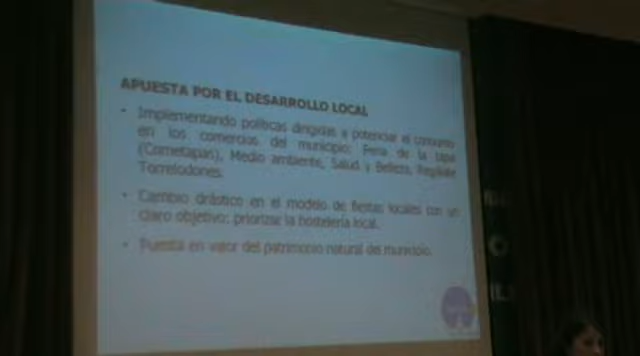 APUESTA POR EL DESARROLLO LOCAL
• Implementando políticas dirigidas a potenciar el consumo
en los comercios del municipio: Feria de la tapa
(Cometapas), Medio ambiente, Salud y Belleza, Regálate
Torrelodones.
• Cambio drástico en el modelo de fiestas locales con un
claro objetivo: priorizar la hostelería local.
• Puesta en valor del patrimonio natural del municipio.